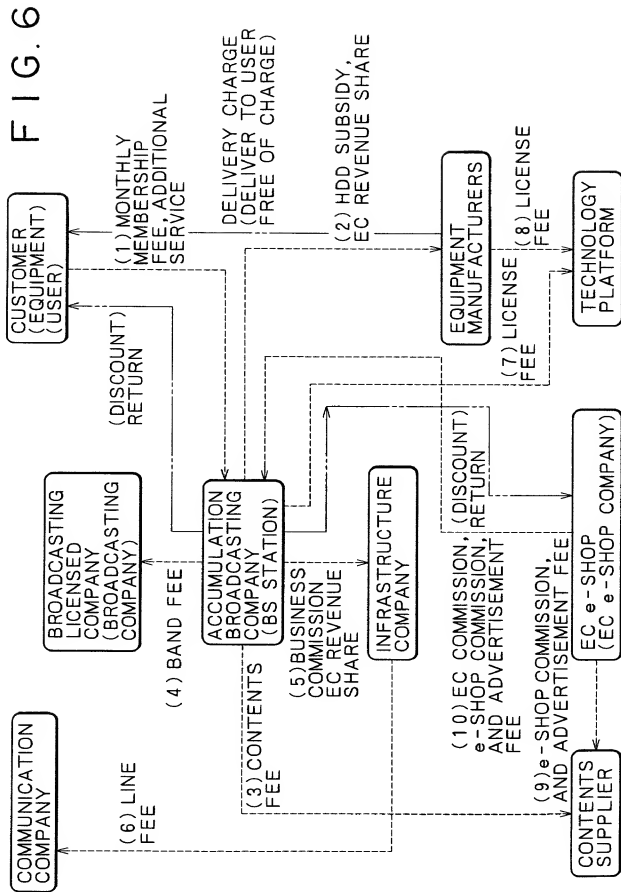 FIG. 6
COMMUNICATION
COMPANY
BROADCASTING
LICENSED
COMPANY
(BROADCASTING
COMPANY)
CUSTOMER
(EQUIPMENT)
(USER)
(6) LINE
FEE
(4) BAND FEE
(DISCOUNT)
RETURN
(1) MONTHLY
MEMBERSHIP
FEE, ADDITIONAL
SERVICE
DELIVERY CHARGE
(DELIVER TO USER
FREE OF CHARGE)
(3) CONTENTS
FEE
ACCUMULATION
BROADCASTING
COMPANY
(BS STATION)
(2) HDD SUBSIDY,
EC REVENUE SHARE
(5) BUSINESS
COMMISSION
EC REVENUE
SHARE
INFRASTRUCTURE
COMPANY
EQUIPMENT
MANUFACTURERS
(10) EC COMMISSION,
e-SHOP COMMISSION,
AND ADVERTISEMENT
FEE
(DISCOUNT)
RETURN
(7) LICENSE
FEE
(8) LICENSE
FEE
(9) e-SHOP COMMISSION,
AND ADVERTISEMENT FEE
CONTENTS
SUPPLIER
EC e-SHOP
(EC e-SHOP COMPANY)
TECHNOLOGY
PLATFORM